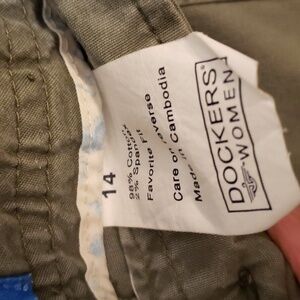 DOCKERS®
WOMEN
14
98% Cotton
2% Spandex
Favorite Fit
Care on reverse
Made in Cambodia